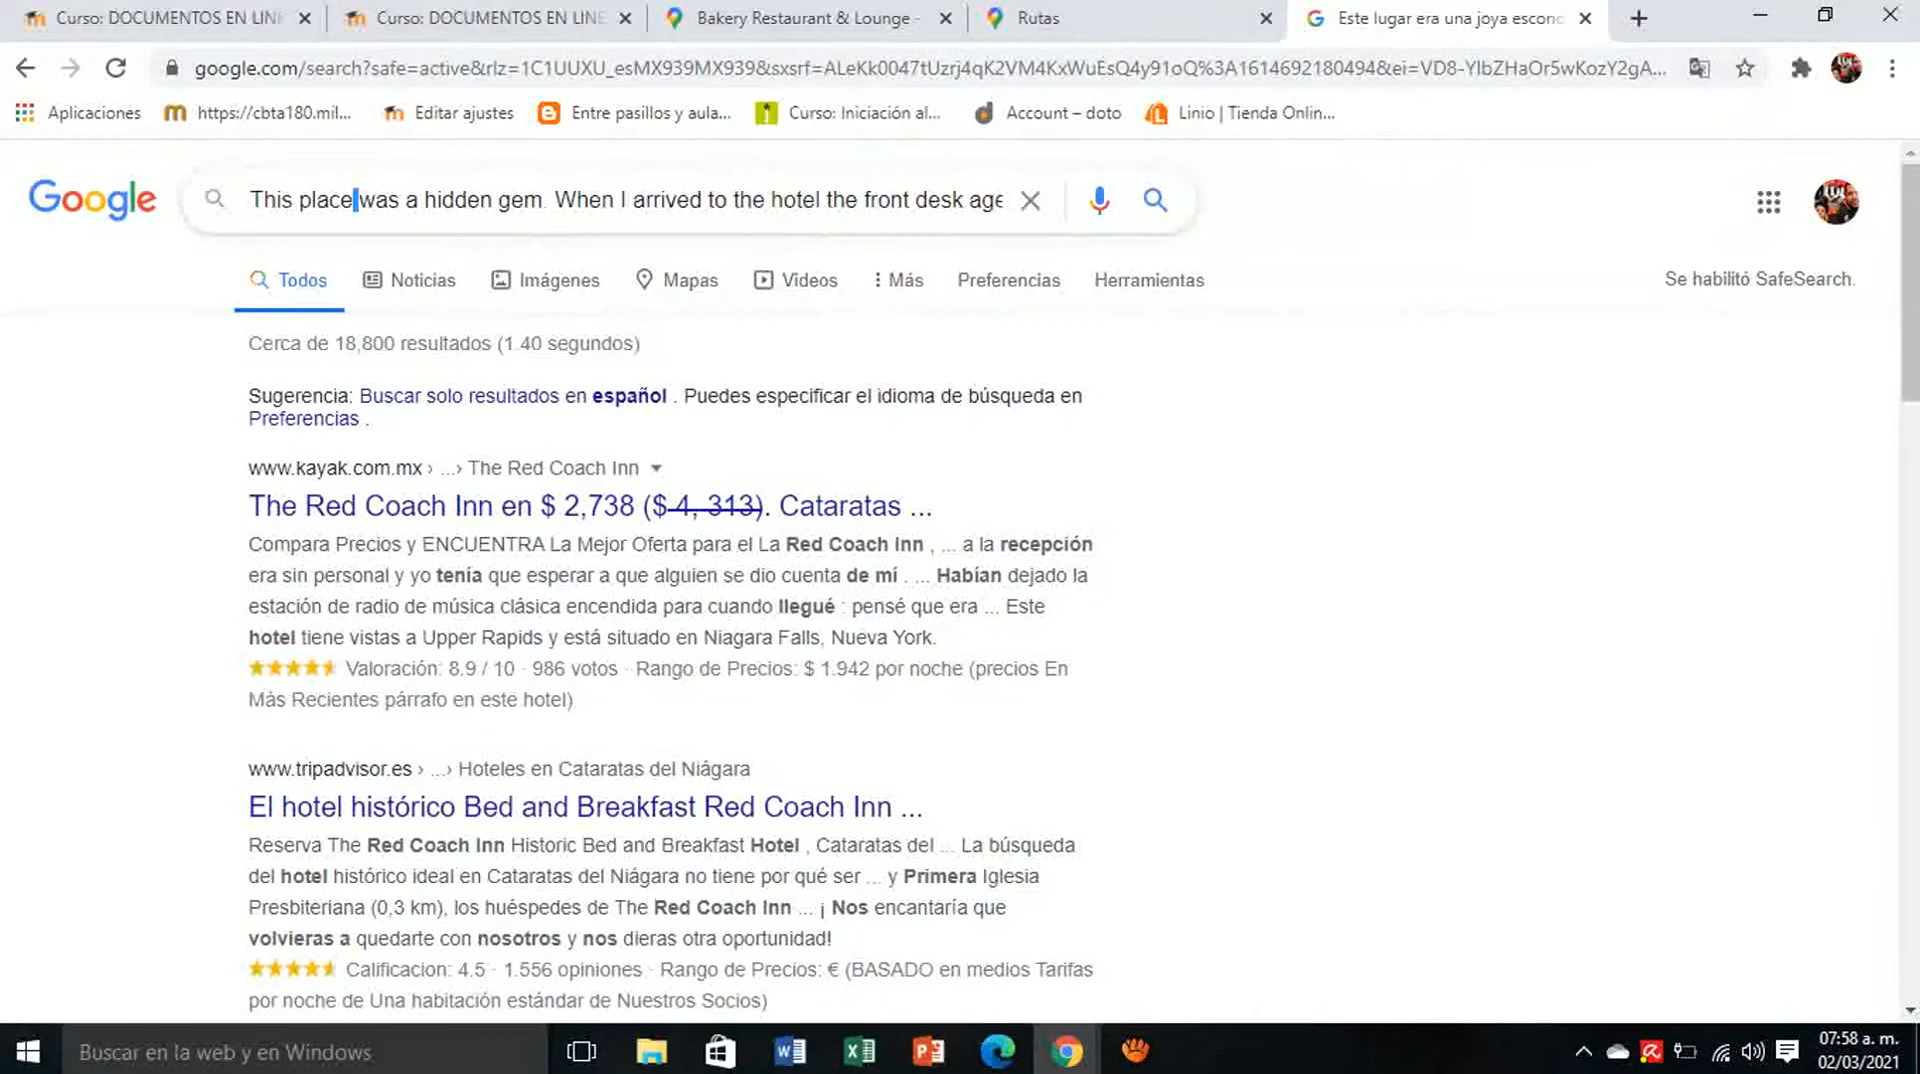 Curso: DOCUMENTOS EN LIN
Curso: DOCUMENTOS EN LINE
Bakery Restaurant & Lounge -
Rutas
Este lugar era una joya escon
google.com/search?safe=active&rlz=1C1UUXU_esMX939MX939&sxsrf=ALeKk0047tUzrj4qK2VM4KxWuEsQ4y91oQ%3A1614692180494&ei=VD8-YlbZHaOr5wKozY2gA...
Aplicaciones
https://cbta180.mil...
Editar ajustes
Entre pasillos y aula...
Curso: Iniciación al...
Account – doto
Linio | Tienda Onlin...
Google
This place was a hidden gem. When I arrived to the hotel the front desk age
Todos
Noticias
Imágenes
Mapas
Videos
Más
Preferencias
Herramientas
Se habilitó SafeSearch.
Cerca de 18,800 resultados (1.40 segundos)
Sugerencia: Buscar solo resultados en español . Puedes especificar el idioma de búsqueda en
Preferencias .
www.kayak.com.mx › ...› The Red Coach Inn
The Red Coach Inn en $ 2,738 ($ 4, 313). Cataratas ...
Compara Precios y ENCUENTRA La Mejor Oferta para el La Red Coach Inn , ... a la recepción
era sin personal y yo tenía que esperar a que alguien se dio cuenta de mí . ... Habían dejado la
estación de radio de música clásica encendida para cuando llegué : pensé que era ... Este
hotel tiene vistas a Upper Rapids y está situado en Niagara Falls, Nueva York.
Valoración: 8.9 / 10 · 986 votos · Rango de Precios: $ 1.942 por noche (precios En
Más Recientes párrafo en este hotel)
www.tripadvisor.es › ...› Hoteles en Cataratas del Niágara
El hotel histórico Bed and Breakfast Red Coach Inn ...
Reserva The Red Coach Inn Historic Bed and Breakfast Hotel , Cataratas del ... La búsqueda
del hotel histórico ideal en Cataratas del Niágara no tiene por qué ser ... y Primera Iglesia
Presbiteriana (0,3 km), los huéspedes de The Red Coach Inn ... ¡ Nos encantaría que
volvieras a quedarte con nosotros y nos dieras otra oportunidad!
Calificacion: 4.5 · 1.556 opiniones · Rango de Precios: € (BASADO en medios Tarifas
por noche de Una habitación estándar de Nuestros Socios)
Buscar en la web y en Windows
07:58 a. m.
02/03/2021